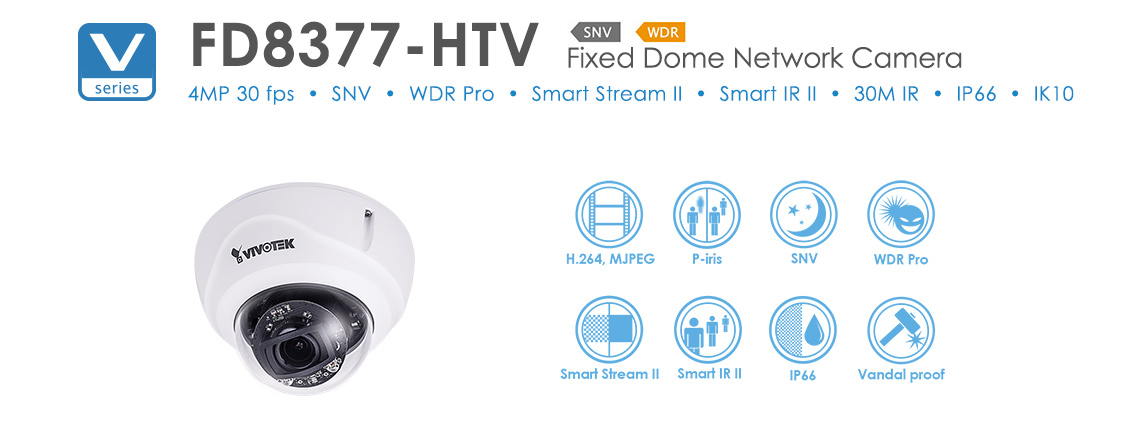 V
series
FD8377-HTV
SNV
WDR
Fixed Dome Network Camera
4MP 30 fps • SNV • WDR Pro • Smart Stream II • Smart IR II • 30M IR • IP66 • IK10
VIVOTEK
H.264, MJPEG
P-iris
SNV
WDR Pro
Smart Stream II
Smart IR II
IP66
Vandal proof